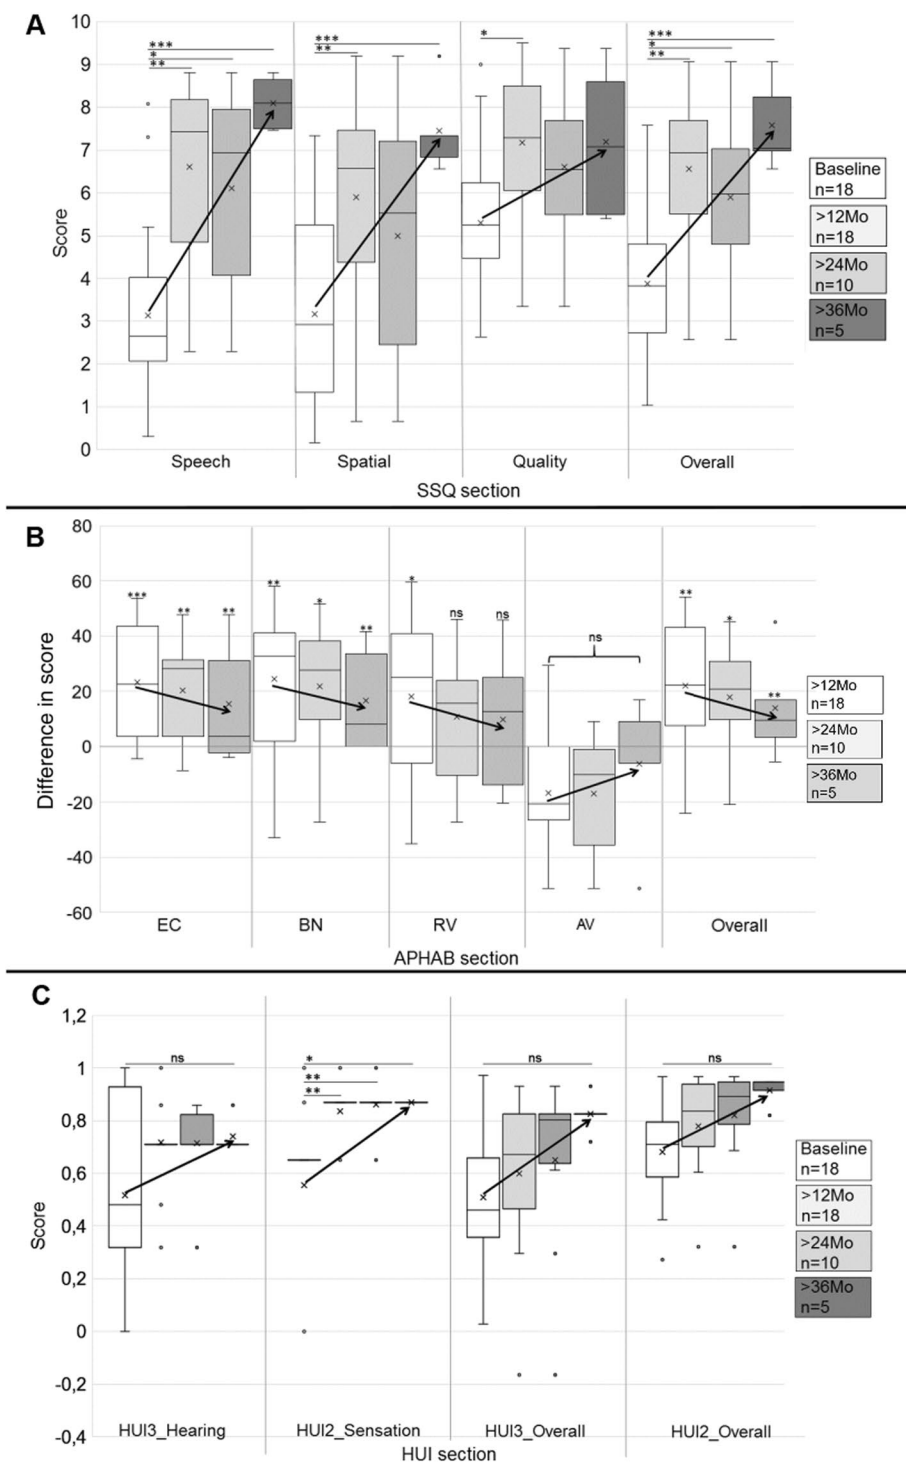 A
10
9
8
7
6
5
4
3
2
1
0
Score
***
*
**
***
**
*
***
*
**
Speech
Spatial
Quality
Overall
SSQ section
Baseline
n=18
>12Mo
n=18
>24Mo
n=10
>36Mo
n=5
B
80
60
40
20
0
-20
-40
-60
Difference in score
***
**
**
**
*
**
*
ns
ns
ns
**
*
**
EC
BN
RV
AV
Overall
APHAB section
>12Mo
n=18
>24Mo
n=10
>36Mo
n=5
C
1,2
1
0,8
0,6
0,4
0,2
0
-0,2
-0,4
Score
ns
*
**
**
ns
ns
HUI3_Hearing
HUI2_Sensation
HUI3_Overall
HUI2_Overall
HUI section
Baseline
n=18
>12Mo
n=18
>24Mo
n=10
>36Mo
n=5